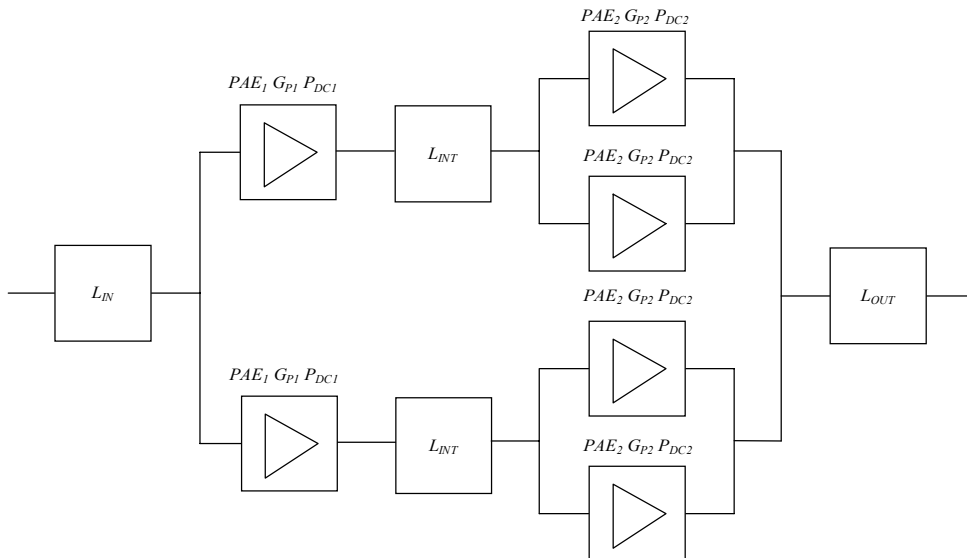 PAE2 GP2 PDC2
PAE1 GP1 PDC1
LINT
PAE2 GP2 PDC2
LIN
LOUT
PAE2 GP2 PDC2
PAE1 GP1 PDC1
LINT
PAE2 GP2 PDC2